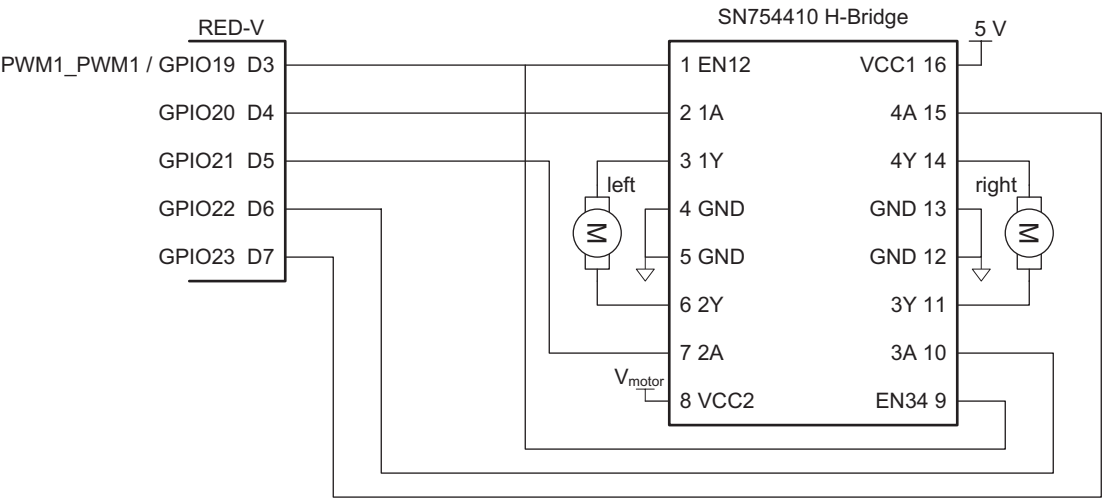 SN754410 H-Bridge
RED-V
5 V
PWM1_PWM1 / GPIO19 D3
1 EN12
VCC1 16
GPIO20 D4
2 1A
4A 15
GPIO21 D5
3 1Y
4Y 14
left
right
GPIO22 D6
4 GND
GND 13
M
M
GPIO23 D7
5 GND
GND 12
6 2Y
3Y 11
7 2A
3A 10
Vmotor
8 VCC2
EN34 9